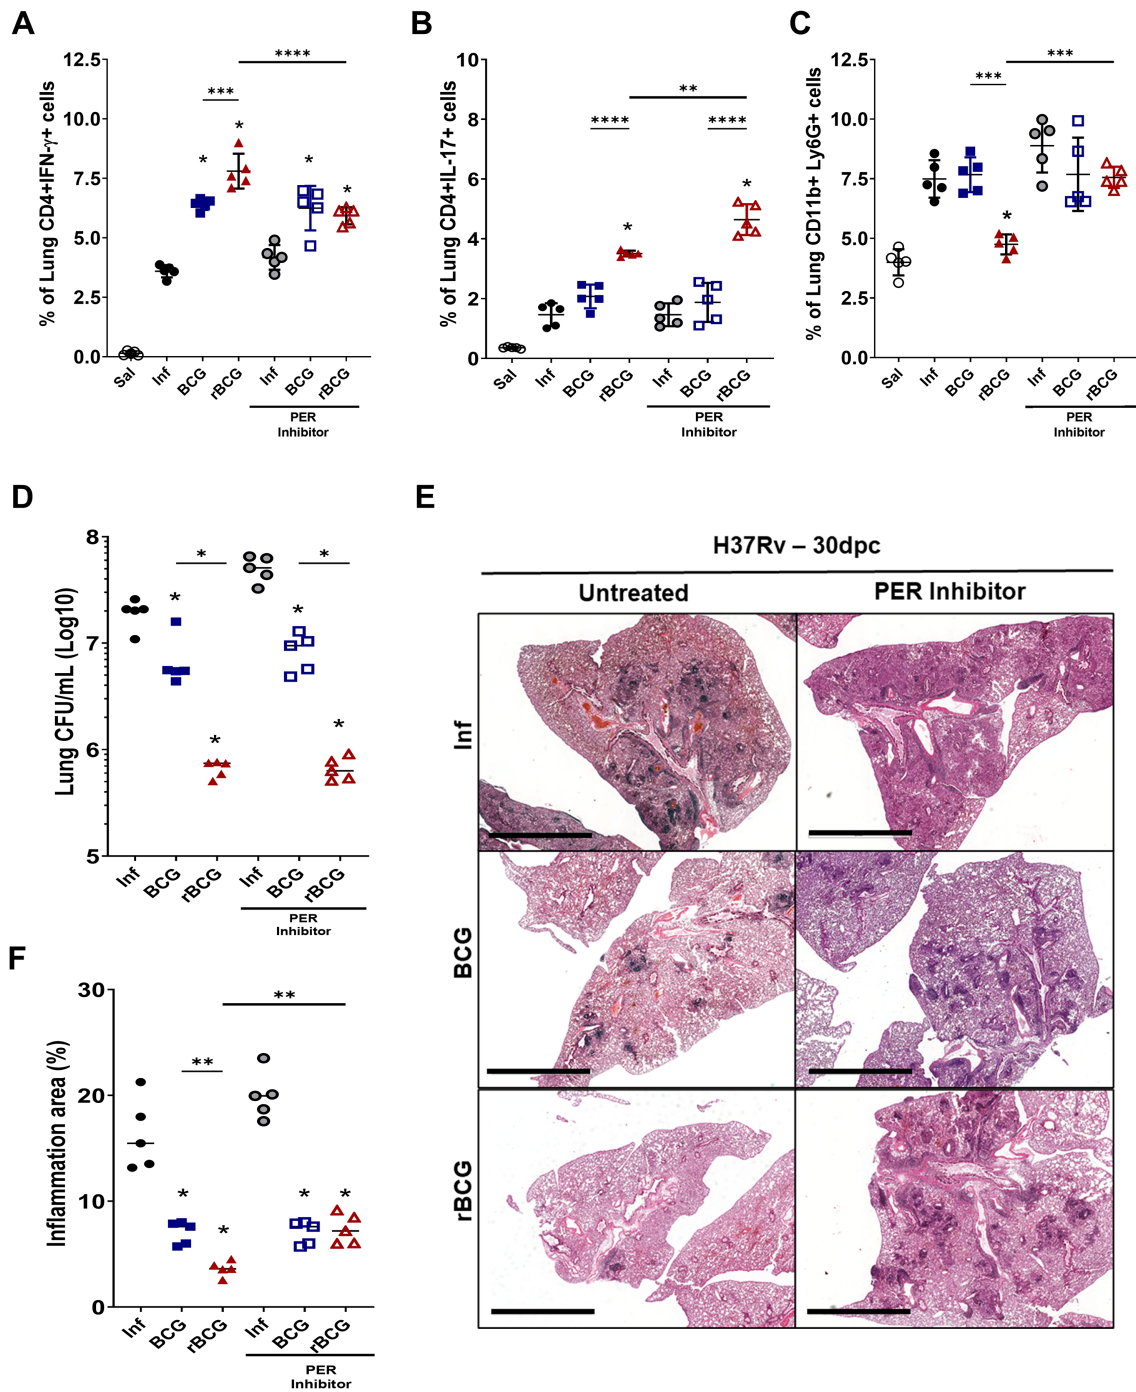 A
% of Lung CD4+IFN-γ+ cells
12.5
10.0
7.5
5.0
2.5
0.0
****
***
*
*
*
*
Sal
Inf
BCG
rBCG
Inf
BCG
rBCG
PER
Inhibitor
B
% of Lung CD4+IL-17+ cells
10
8
6
4
2
0
**
****
****
*
*
Sal
Inf
BCG
rBCG
Inf
BCG
rBCG
PER
Inhibitor
C
% of Lung CD11b+ Ly6G+ cells
12.5
10.0
7.5
5.0
2.5
0.0
***
***
*
Sal
Inf
BCG
rBCG
Inf
BCG
rBCG
PER
Inhibitor
D
Lung CFU/mL (Log10)
8
7
6
5
*
*
*
*
*
*
Inf
BCG
rBCG
Inf
BCG
rBCG
PER
Inhibitor
E
H37Rv – 30dpc
Untreated
PER Inhibitor
Inf
BCG
rBCG
F
Inflammation area (%)
30
20
10
0
**
**
*
*
*
*
Inf
BCG
rBCG
Inf
BCG
rBCG
PER
Inhibitor